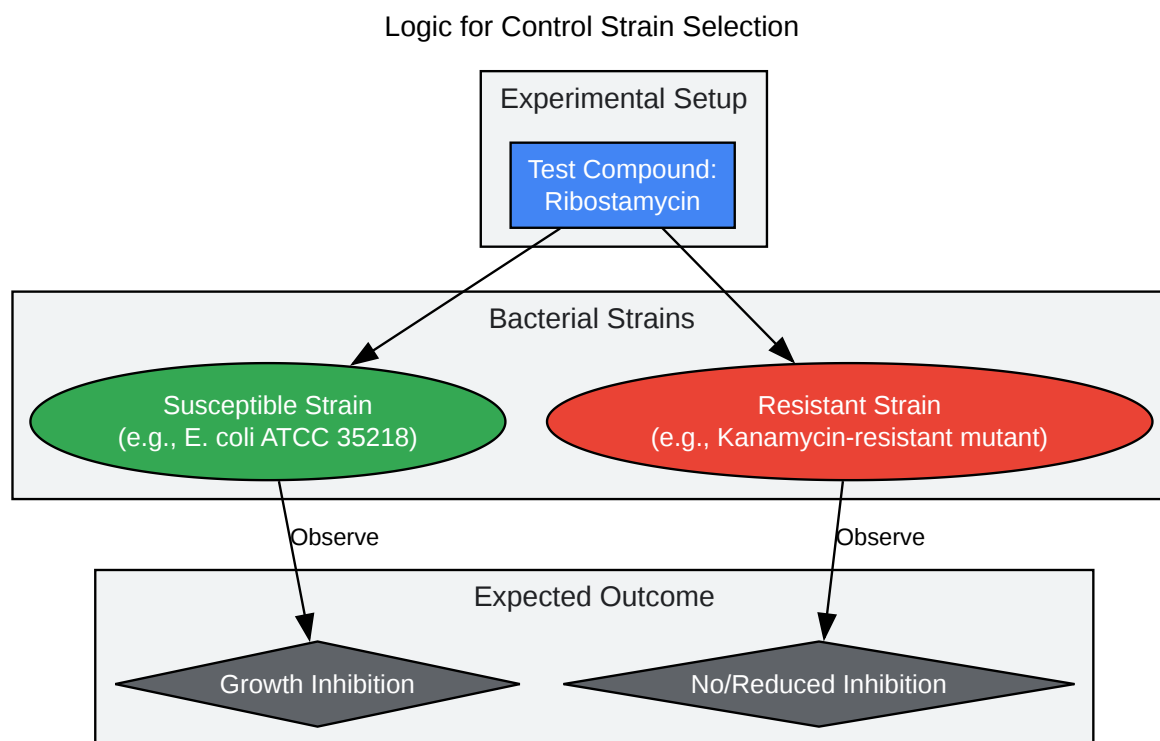 Logic for Control Strain Selection
Experimental Setup
Test Compound:
Ribostamycin
Bacterial Strains
Susceptible Strain
(e.g., E. coli ATCC 35218)
Resistant Strain
(e.g., Kanamycin-resistant mutant)
Observe
Observe
Expected Outcome
Growth Inhibition
No/Reduced Inhibition